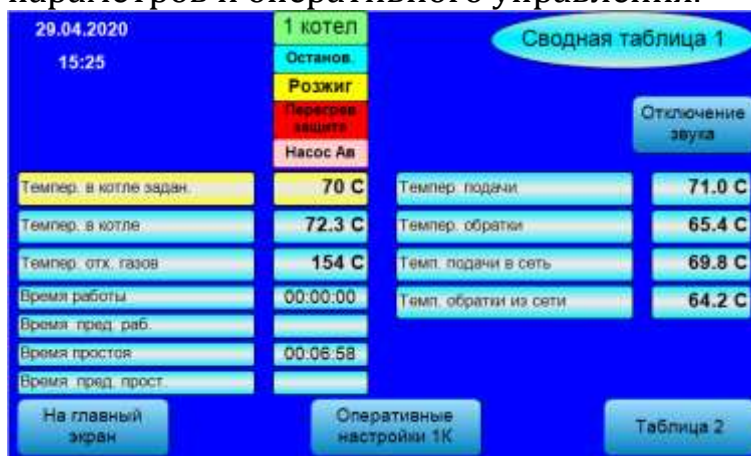 параметров и оперативного управления.
29.04.2020
15:25
1 котел
Останов.
Розжиг
Перегрев
защита
Насос Ав
Сводная таблица 1
Отключение
звука
Темпер. в котле задан. 70 С
Темпер. подачи 71.0 С
Темпер. в котле 72.3 С
Темпер. обратки 65.4 С
Темпер. отх. газов 154 С
Темп. подачи в сеть 69.8 С
Время работы 00:00:00
Темп. обратки из сети 64.2 С
Время пред. раб.
Время простоя 00:06:58
Время пред. прост.
На главный
экран
Оперативные
настройки 1К
Таблица 2